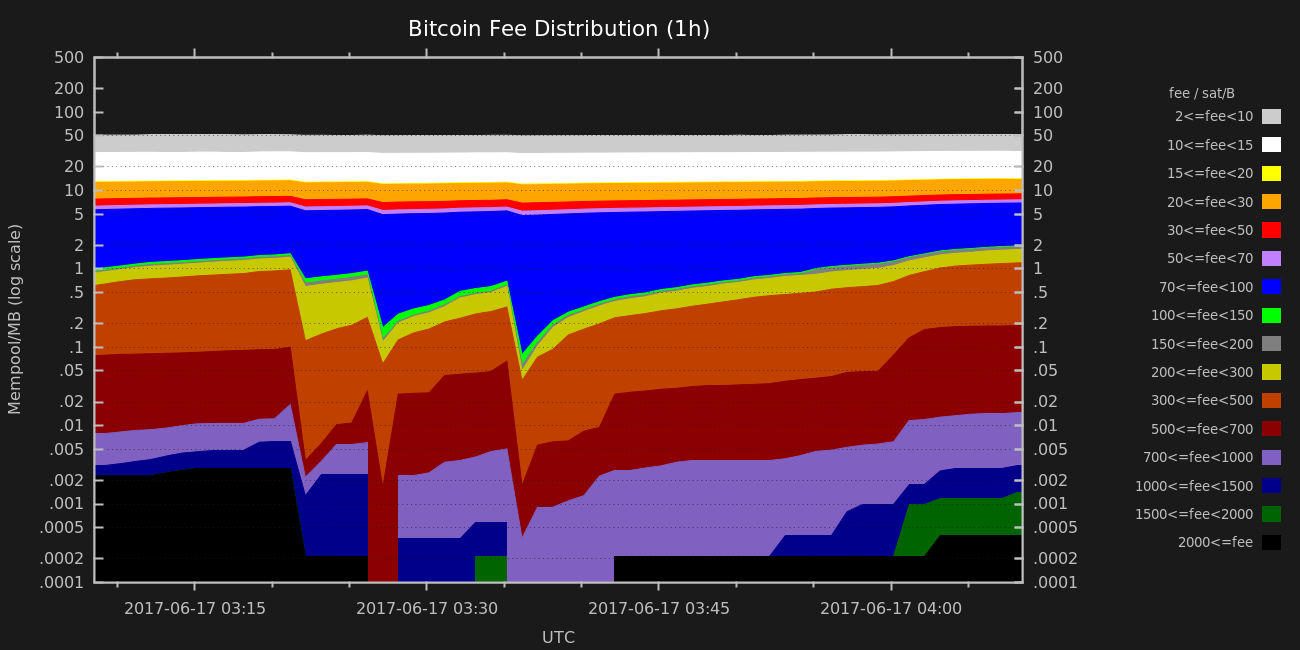 Bitcoin Fee Distribution (1h)
500
200
100
50
20
10
5
2
1
.5
.2
.1
.05
.02
.01
.005
.002
.001
.0005
.0002
.0001
Mempool/MB (log scale)
500
200
100
50
20
10
5
2
1
.5
.2
.1
.05
.02
.01
.005
.002
.001
.0005
.0002
.0001
2017-06-17 03:15 2017-06-17 03:30 2017-06-17 03:45 2017-06-17 04:00
UTC
fee / sat/B
2<=fee<10
10<=fee<15
15<=fee<20
20<=fee<30
30<=fee<50
50<=fee<70
70<=fee<100
100<=fee<150
150<=fee<200
200<=fee<300
300<=fee<500
500<=fee<700
700<=fee<1000
1000<=fee<1500
1500<=fee<2000
2000<=fee